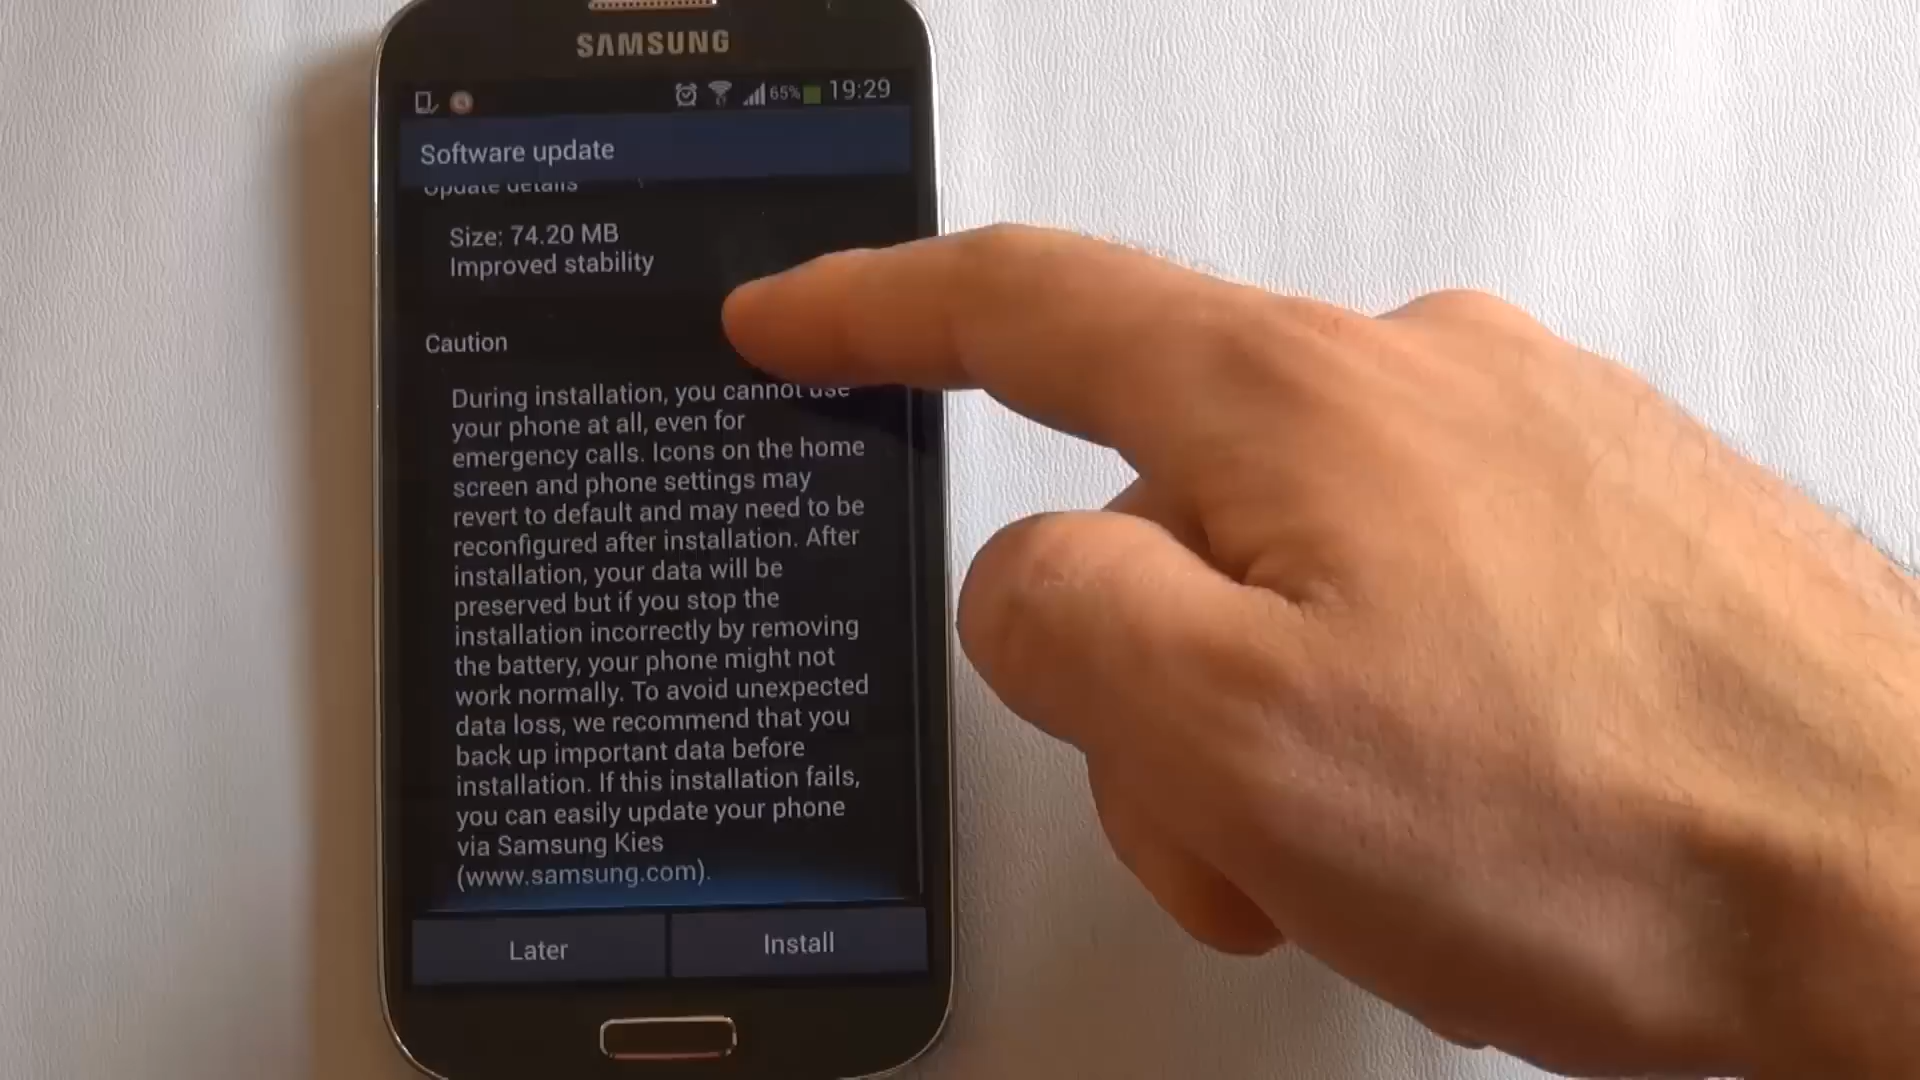 SAMSUNG
65% 19:29
Software update
Update details
Size: 74.20 MB
Improved stability
Caution
During installation, you cannot use
your phone at all, even for
emergency calls. Icons on the home
screen and phone settings may
revert to default and may need to be
reconfigured after installation. After
installation, your data will be
preserved but if you stop the
installation incorrectly by removing
the battery, your phone might not
work normally. To avoid unexpected
data loss, we recommend that you
back up important data before
installation. If this installation fails,
you can easily update your phone
via Samsung Kies
(www.samsung.com).
Later Install